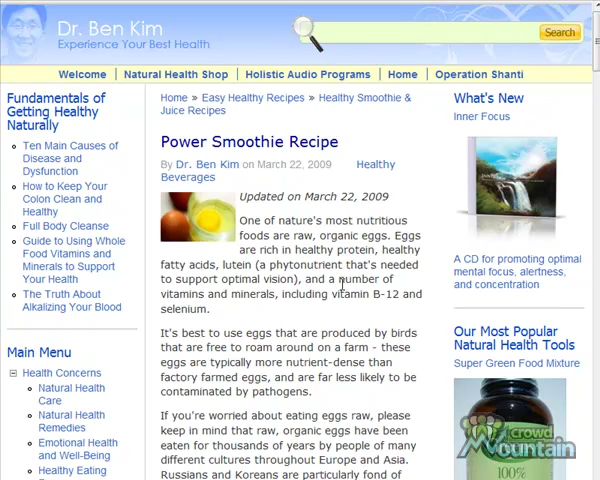 Dr. Ben Kim
Experience Your Best Health
Search
Welcome
Natural Health Shop
Holistic Audio Programs
Home
Operation Shanti
Fundamentals of
Getting Healthy
Naturally
Ten Main Causes of
Disease and
Dysfunction
How to Keep Your
Colon Clean and
Healthy
Full Body Cleanse
Guide to Using Whole
Food Vitamins and
Minerals to Support
Your Health
The Truth About
Alkalizing Your Blood
Main Menu
Health Concerns
Natural Health
Care
Natural Health
Remedies
Emotional Health
and Well-Being
Healthy Eating
Home » Easy Healthy Recipes » Healthy Smoothie &
Juice Recipes
Power Smoothie Recipe
By Dr. Ben Kim on March 22, 2009 Healthy
Beverages
Updated on March 22, 2009
One of nature's most nutritious
foods are raw, organic eggs. Eggs
are rich in healthy protein, healthy
fatty acids, lutein (a phytonutrient that's needed
to support optimal vision), and a number of
vitamins and minerals, including vitamin B-12 and
selenium.
It's best to use eggs that are produced by birds
that are free to roam around on a farm - these
eggs are typically more nutrient-dense than
factory farmed eggs, and are far less likely to be
contaminated by pathogens.
If you're worried about eating eggs raw, please
keep in mind that raw, organic eggs have been
eaten for thousands of years by people of many
different cultures throughout Europe and Asia.
Russians and Koreans are particularly fond of
What's New
Inner Focus
A CD for promoting optimal
mental focus, alertness,
and concentration
Our Most Popular
Natural Health Tools
Super Green Food Mixture
crowd
Mountain
100%